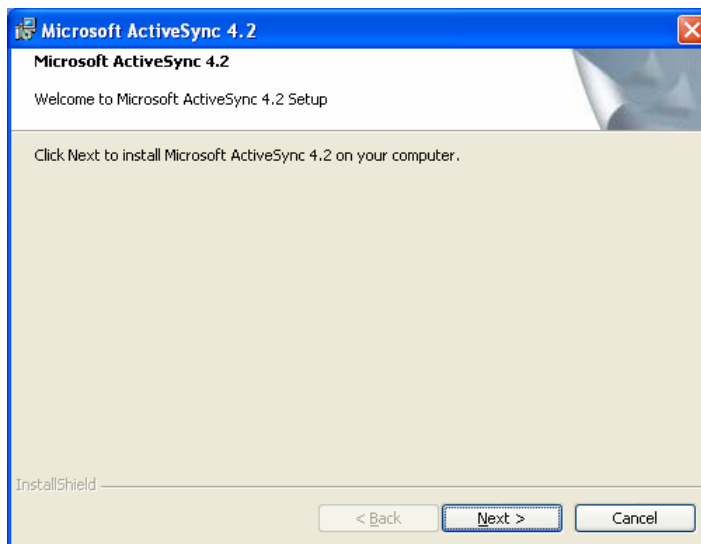 Microsoft ActiveSync 4.2
Microsoft ActiveSync 4.2
Welcome to Microsoft ActiveSync 4.2 Setup
Click Next to install Microsoft ActiveSync 4.2 on your computer.
InstallShield
< Back Next > Cancel